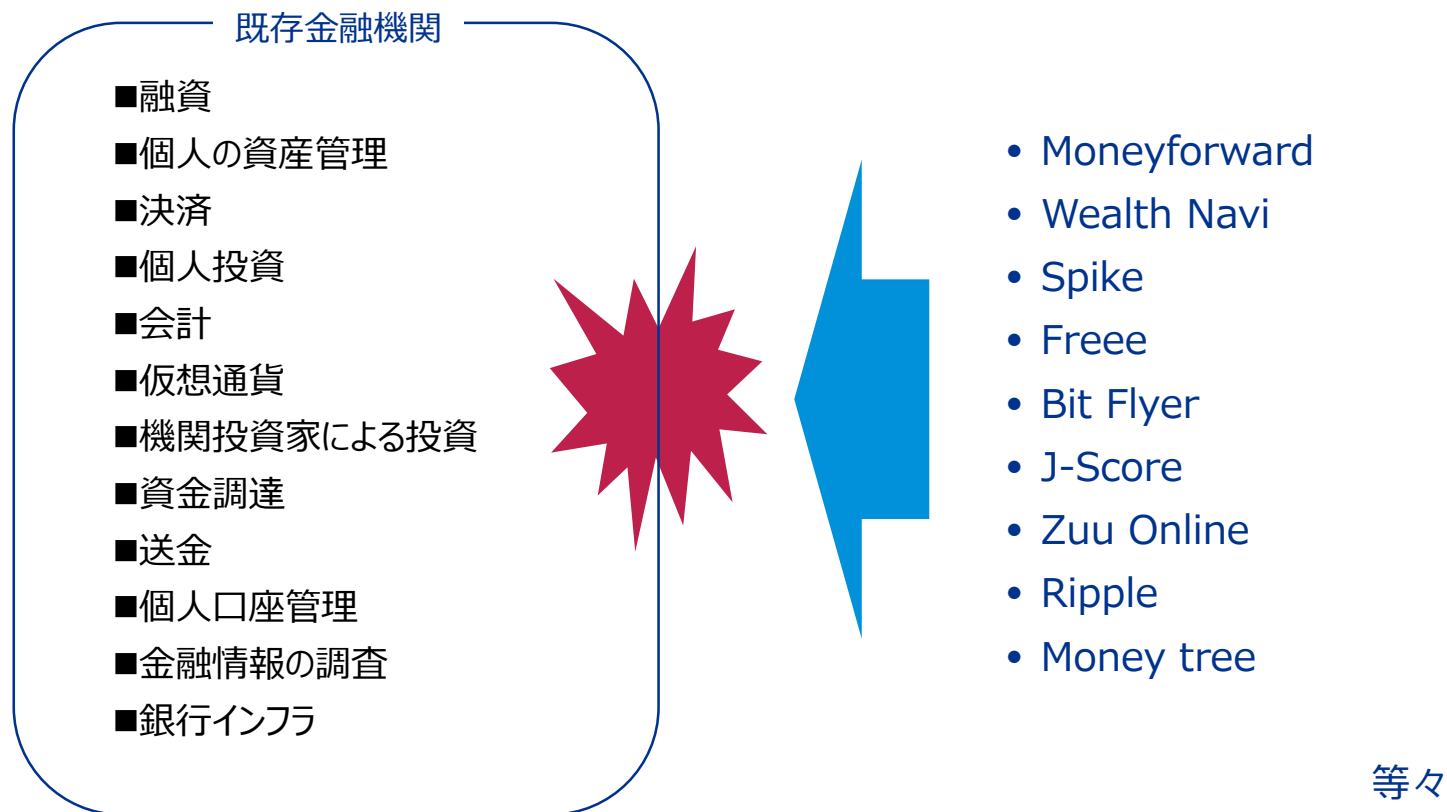 既存金融機関
■融資
■個人の資産管理
■決済
■個人投資
■会計
■仮想通貨
■機関投資家による投資
■資金調達
■送金
■個人口座管理
■金融情報の調査
■銀行インフラ
• Moneyforward
• Wealth Navi
• Spike
• Freee
• Bit Flyer
• J-Score
• Zuu Online
• Ripple
• Money tree
等々